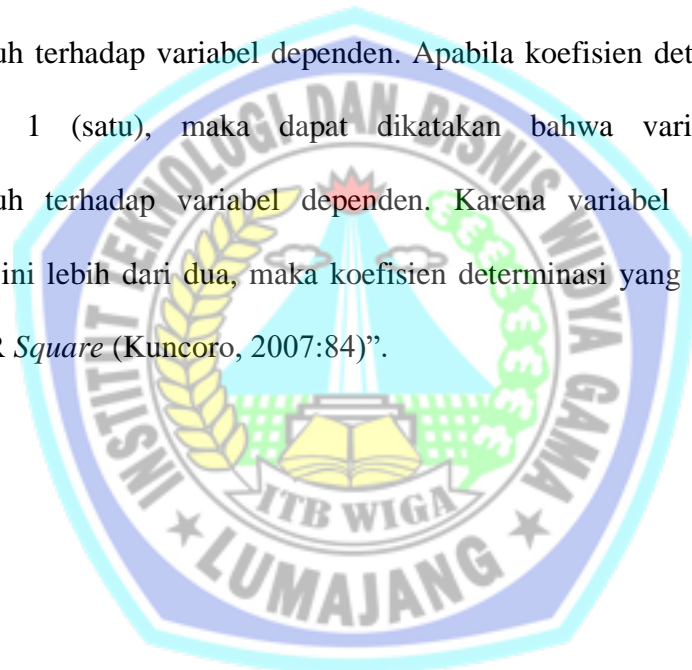 uh terhadap variabel dependen. Apabila koefisien det
1 (satu), maka dapat dikatakan bahwa vari
uh terhadap variabel dependen. Karena variabel
ini lebih dari dua, maka koefisien determinasi yang
R Square (Kuncoro, 2007:84)”.
INSTITUT TEKNOLOGI DAN BISNIS WIDYA GAMA
ITB WIGA
LUMAJANG